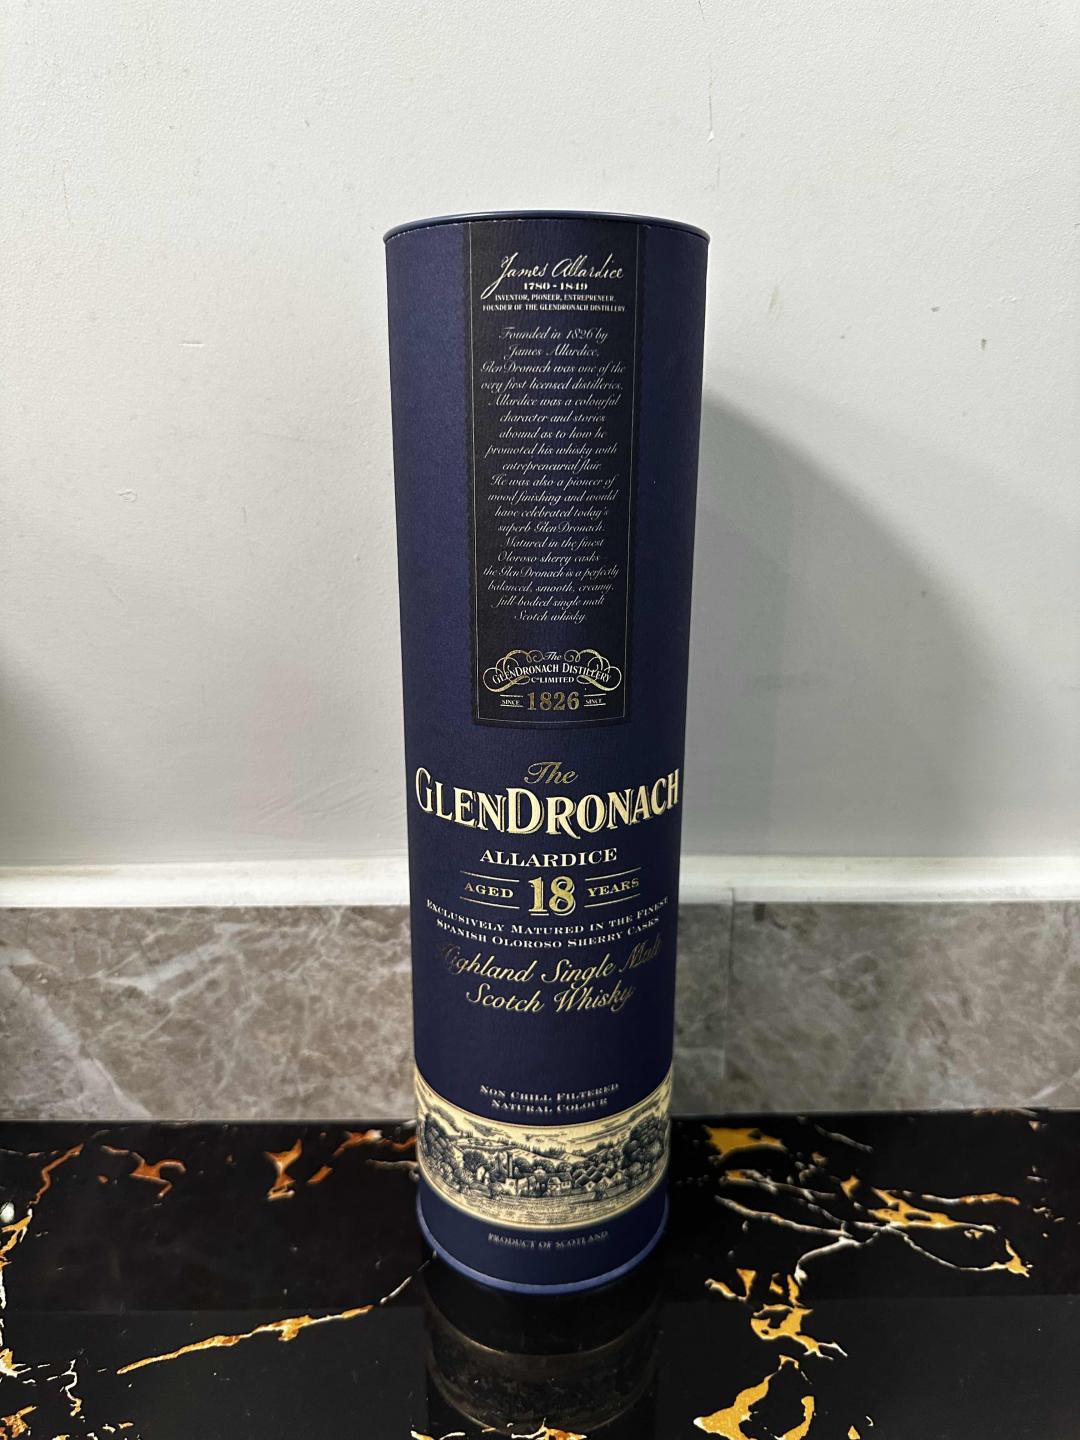 James Allardice
1780 - 1849
INVENTOR, PIONEER, ENTREPRENEUR.
FOUNDER OF THE GLENDRONACH DISTILLERY.
Founded in 1826 by
James Allardice,
GlenDronach was one of the
very first licensed distilleries.
Allardice was a colourful
character and stories
abound as to how he
promoted his whisky with
entrepreneurial flair.
He was also a pioneer of
wood finishing and would
have celebrated today's
superb GlenDronach.
Matured in the finest
Oloroso sherry casks –
the GlenDronach is a perfectly
balanced, smooth, creamy,
full-bodied single malt
Scotch whisky.
The
GLENDRONACH DISTILLERY
Co LIMITED
SINCE 1826 SINCE
The
GLENDRONACH
ALLARDICE
AGED 18 YEARS
EXCLUSIVELY MATURED IN THE FINEST
SPANISH OLOROSO SHERRY CASKS
Highland Single Malt
Scotch Whisky
NON CHILL FILTERED
NATURAL COLOUR
PRODUCT OF SCOTLAND